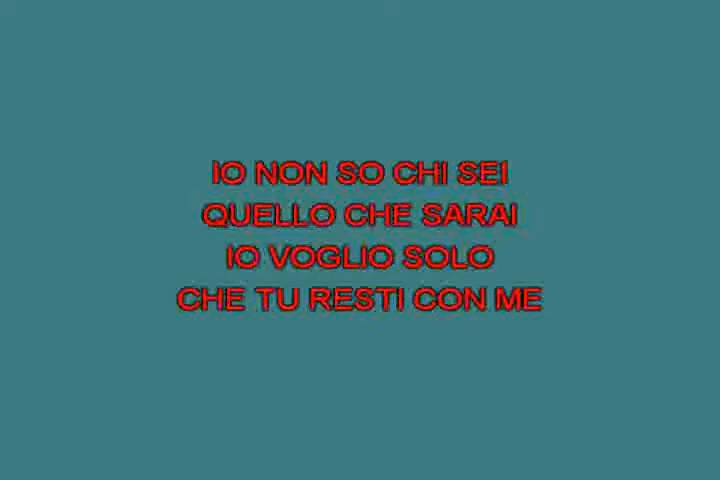 IO NON SO CHI SEI
QUELLO CHE SARAI
IO VOGLIO SOLO
CHE TU RESTI CON ME